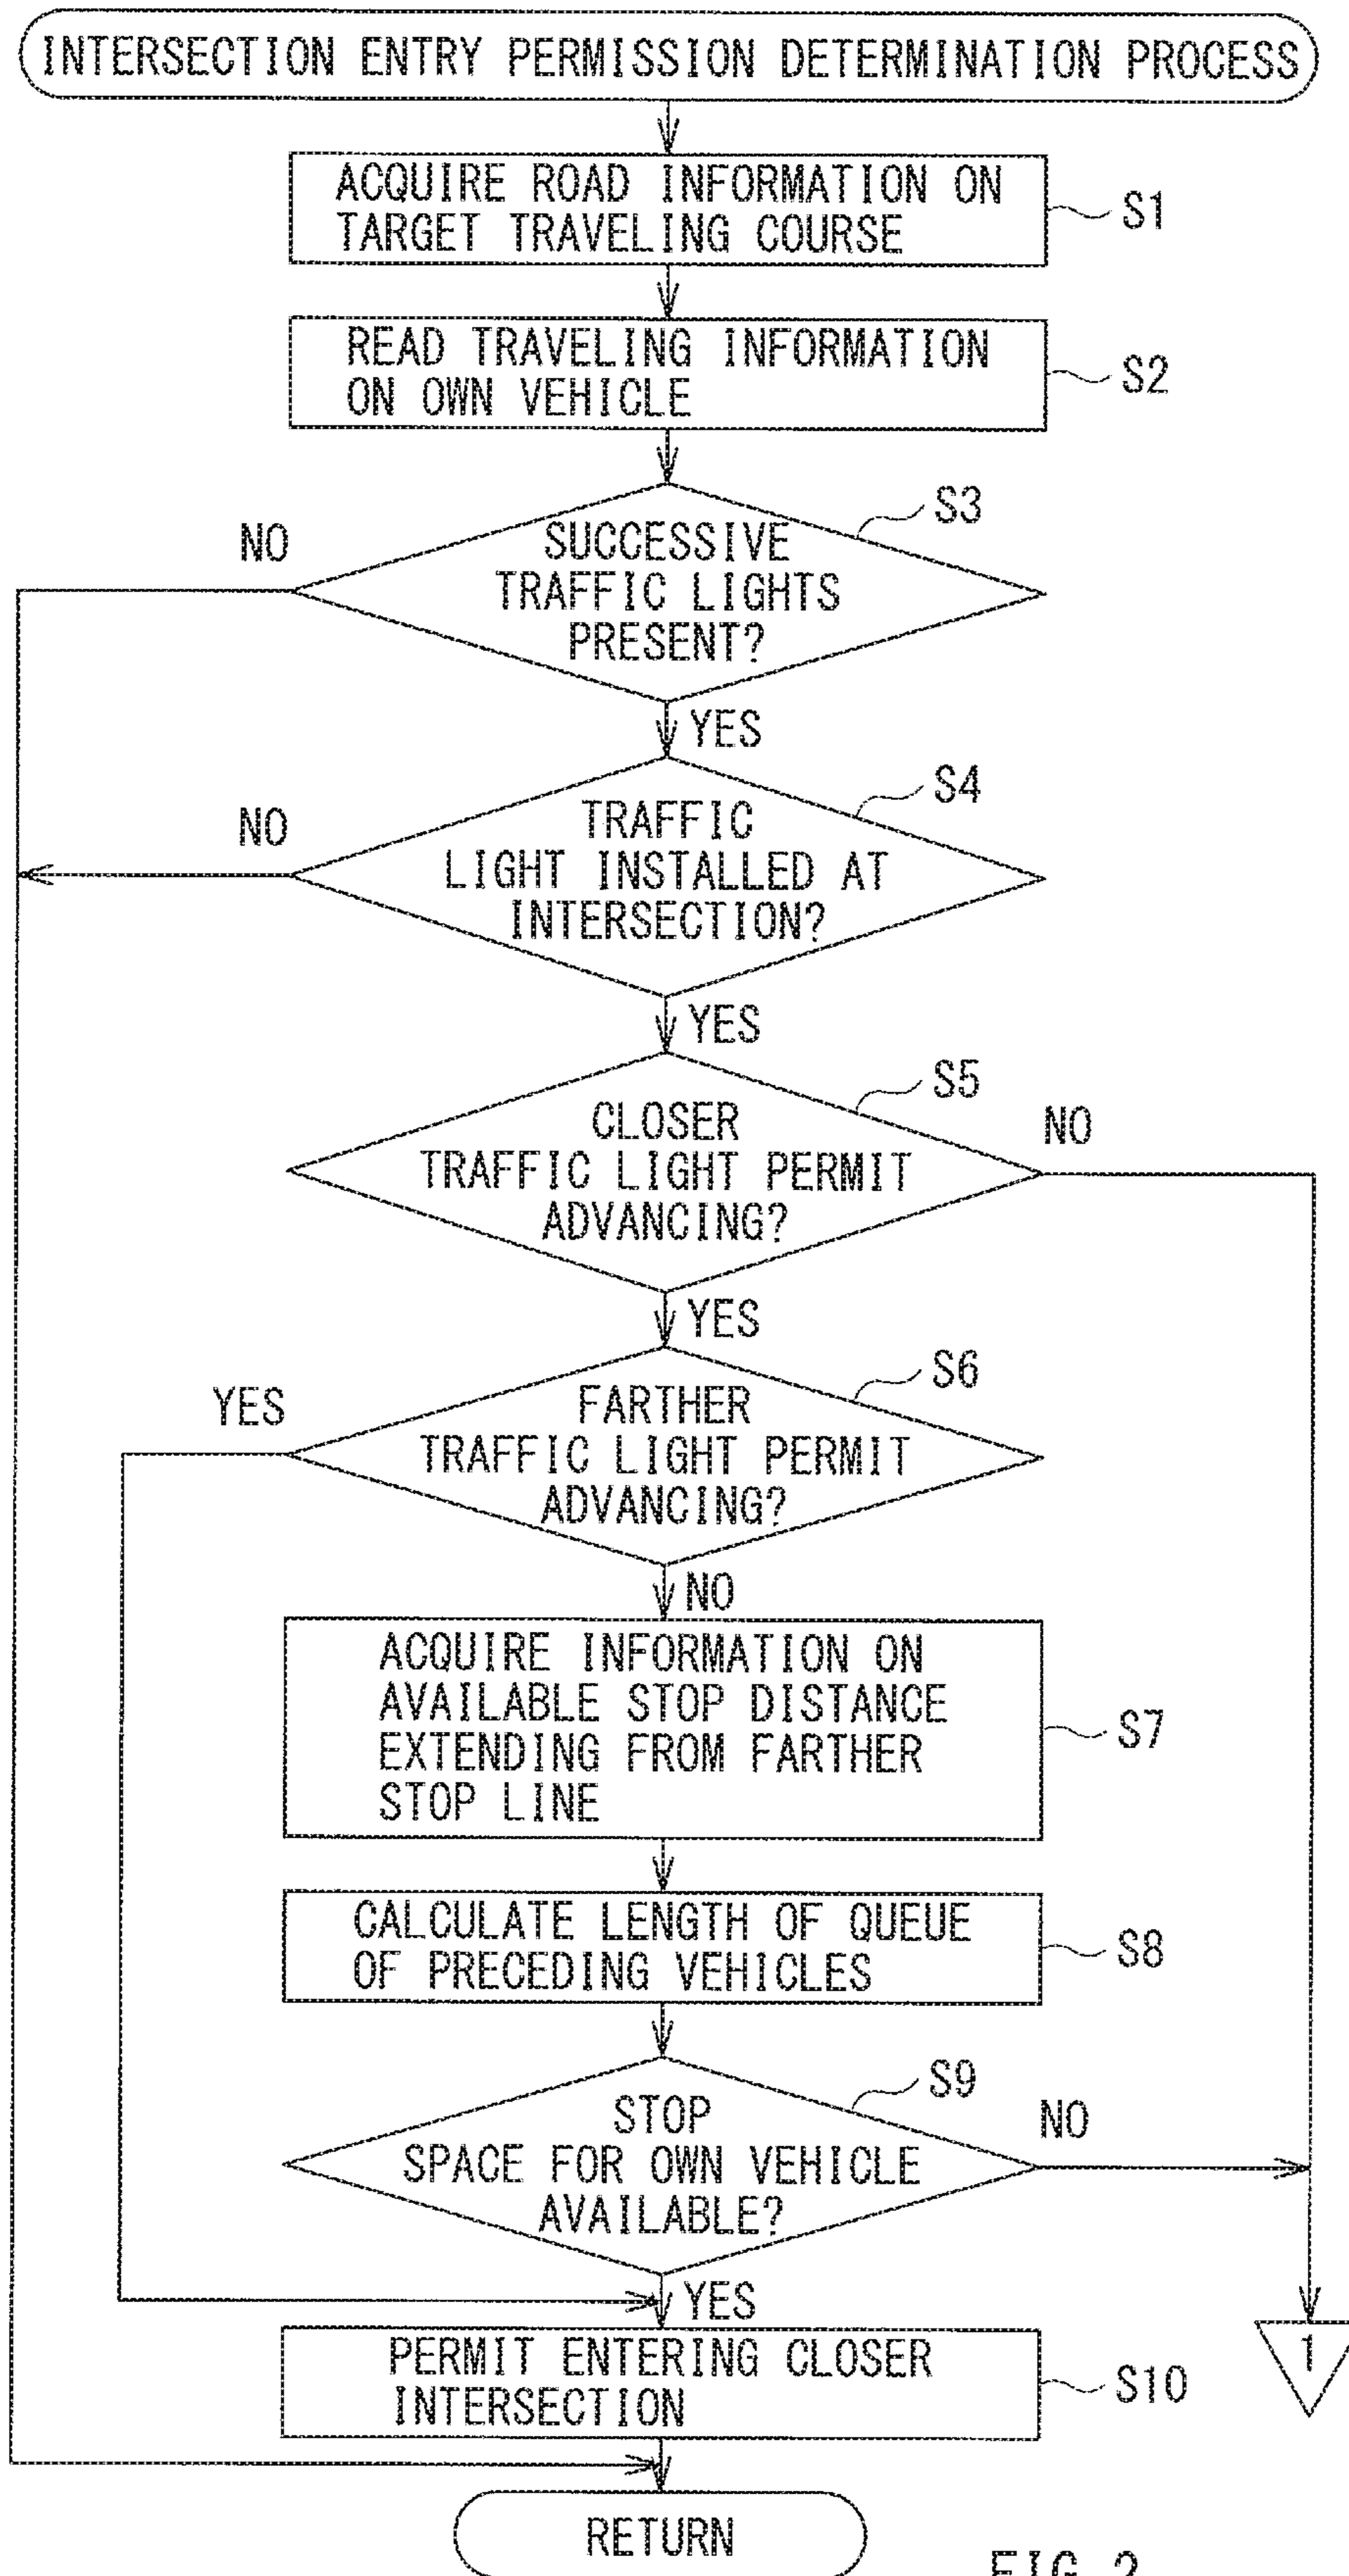 INTERSECTION ENTRY PERMISSION DETERMINATION PROCESS
ACQUIRE ROAD INFORMATION ON
TARGET TRAVELING COURSE
S1
READ TRAVELING INFORMATION
ON OWN VEHICLE
S2
S3
NO
SUCCESSIVE
TRAFFIC LIGHTS
PRESENT?
YES
S4
NO
TRAFFIC
LIGHT INSTALLED AT
INTERSECTION?
YES
S5
NO
CLOSER
TRAFFIC LIGHT PERMIT
ADVANCING?
YES
S6
YES
FARTHER
TRAFFIC LIGHT PERMIT
ADVANCING?
NO
ACQUIRE INFORMATION ON
AVAILABLE STOP DISTANCE
EXTENDING FROM FARTHER
STOP LINE
S7
CALCULATE LENGTH OF QUEUE
OF PRECEDING VEHICLES
S8
S9
NO
STOP
SPACE FOR OWN VEHICLE
AVAILABLE?
YES
1
PERMIT ENTERING CLOSER
INTERSECTION
S10
RETURN
FIG. 2